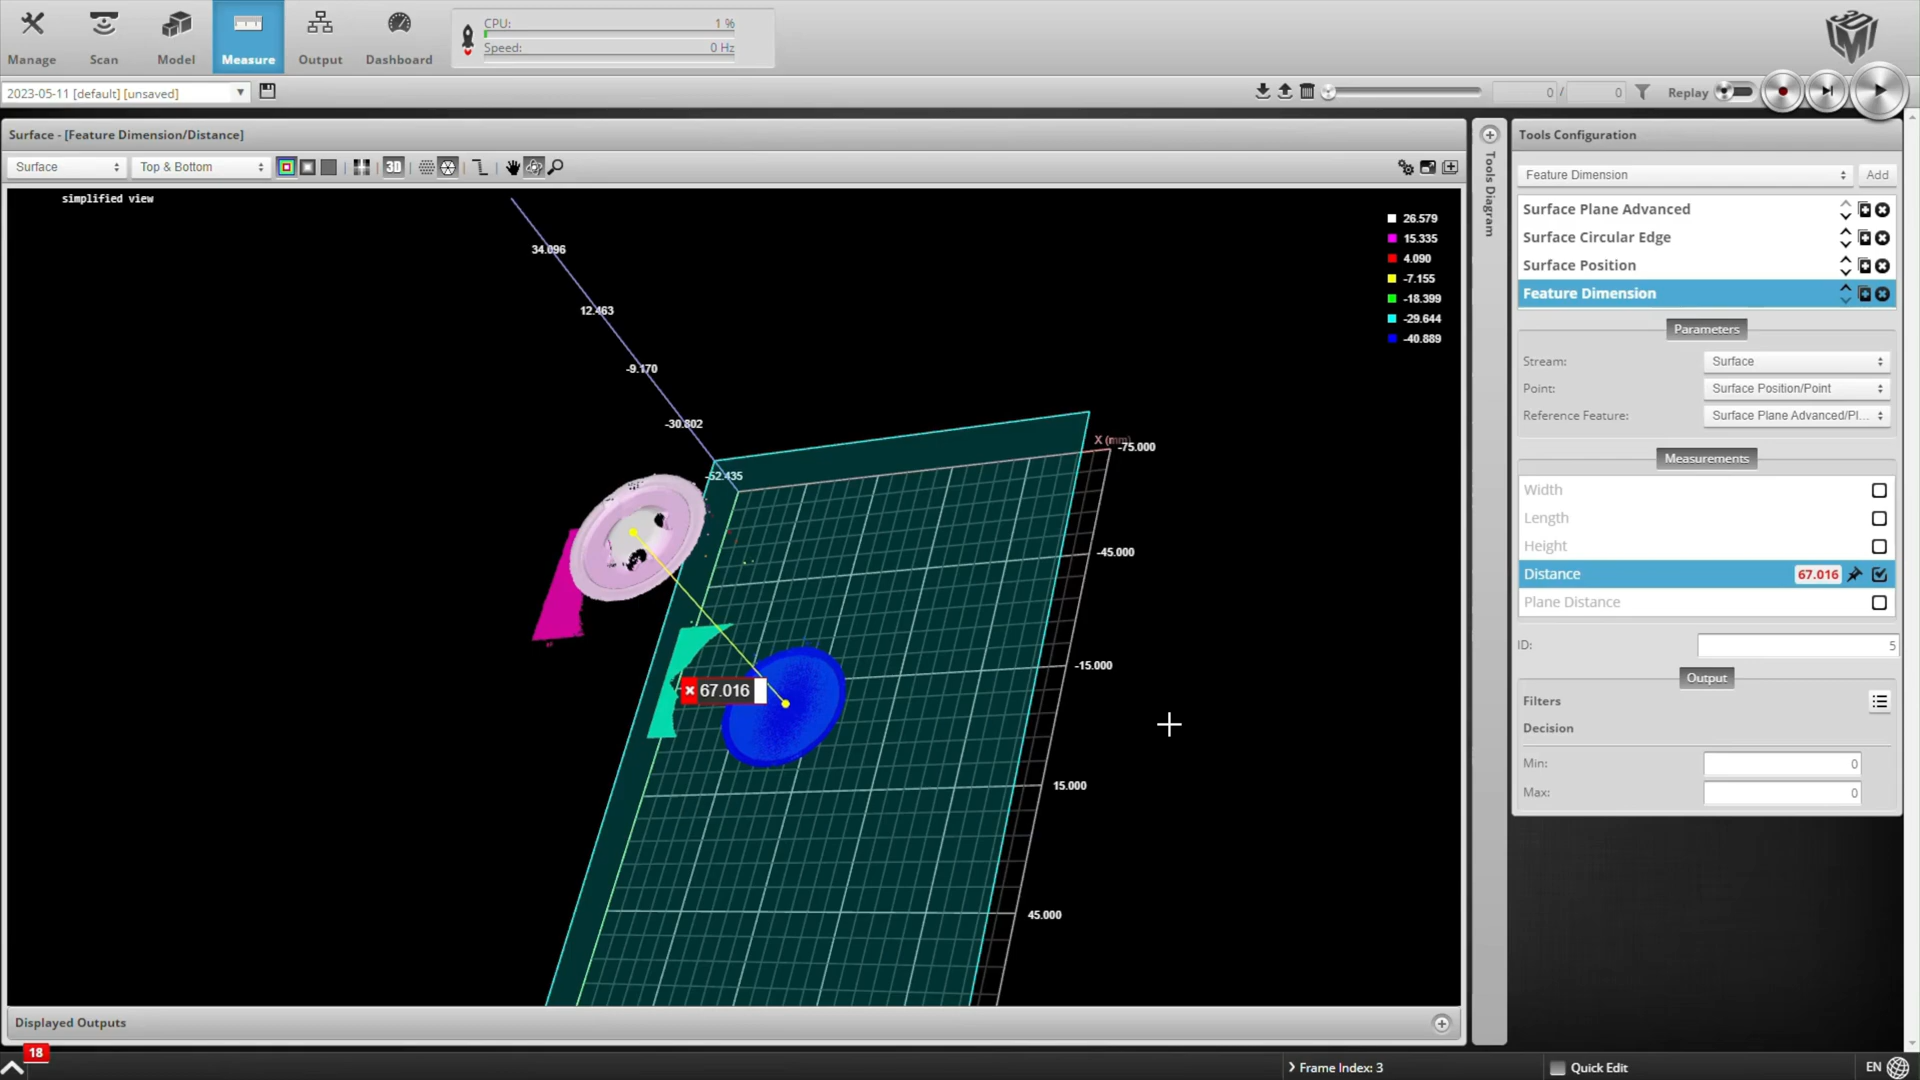 Manage
Scan
Model
Measure
Output
Dashboard
CPU: 1 %
Speed: 0 Hz
2023-05-11 [default] [unsaved]
0 / 0
Replay
Surface - [Feature Dimension/Distance]
Surface
Top & Bottom
3D
simplified view
34.096
12.463
-9.170
-30.802
-52.435
X (mm)
-75.000
-45.000
-15.000
15.000
45.000
67.016
26.579
15.335
4.090
-7.155
-18.399
-29.644
-40.889
Displayed Outputs
Tools Diagram
Tools Configuration
Feature Dimension
Add
Surface Plane Advanced
Surface Circular Edge
Surface Position
Feature Dimension
Parameters
Stream: Surface
Point: Surface Position/Point
Reference Feature: Surface Plane Advanced/Pl...
Measurements
Width
Length
Height
Distance 67.016
Plane Distance
ID: 5
Output
Filters
Decision
Min: 0
Max: 0
18
Frame Index: 3
Quick Edit
EN